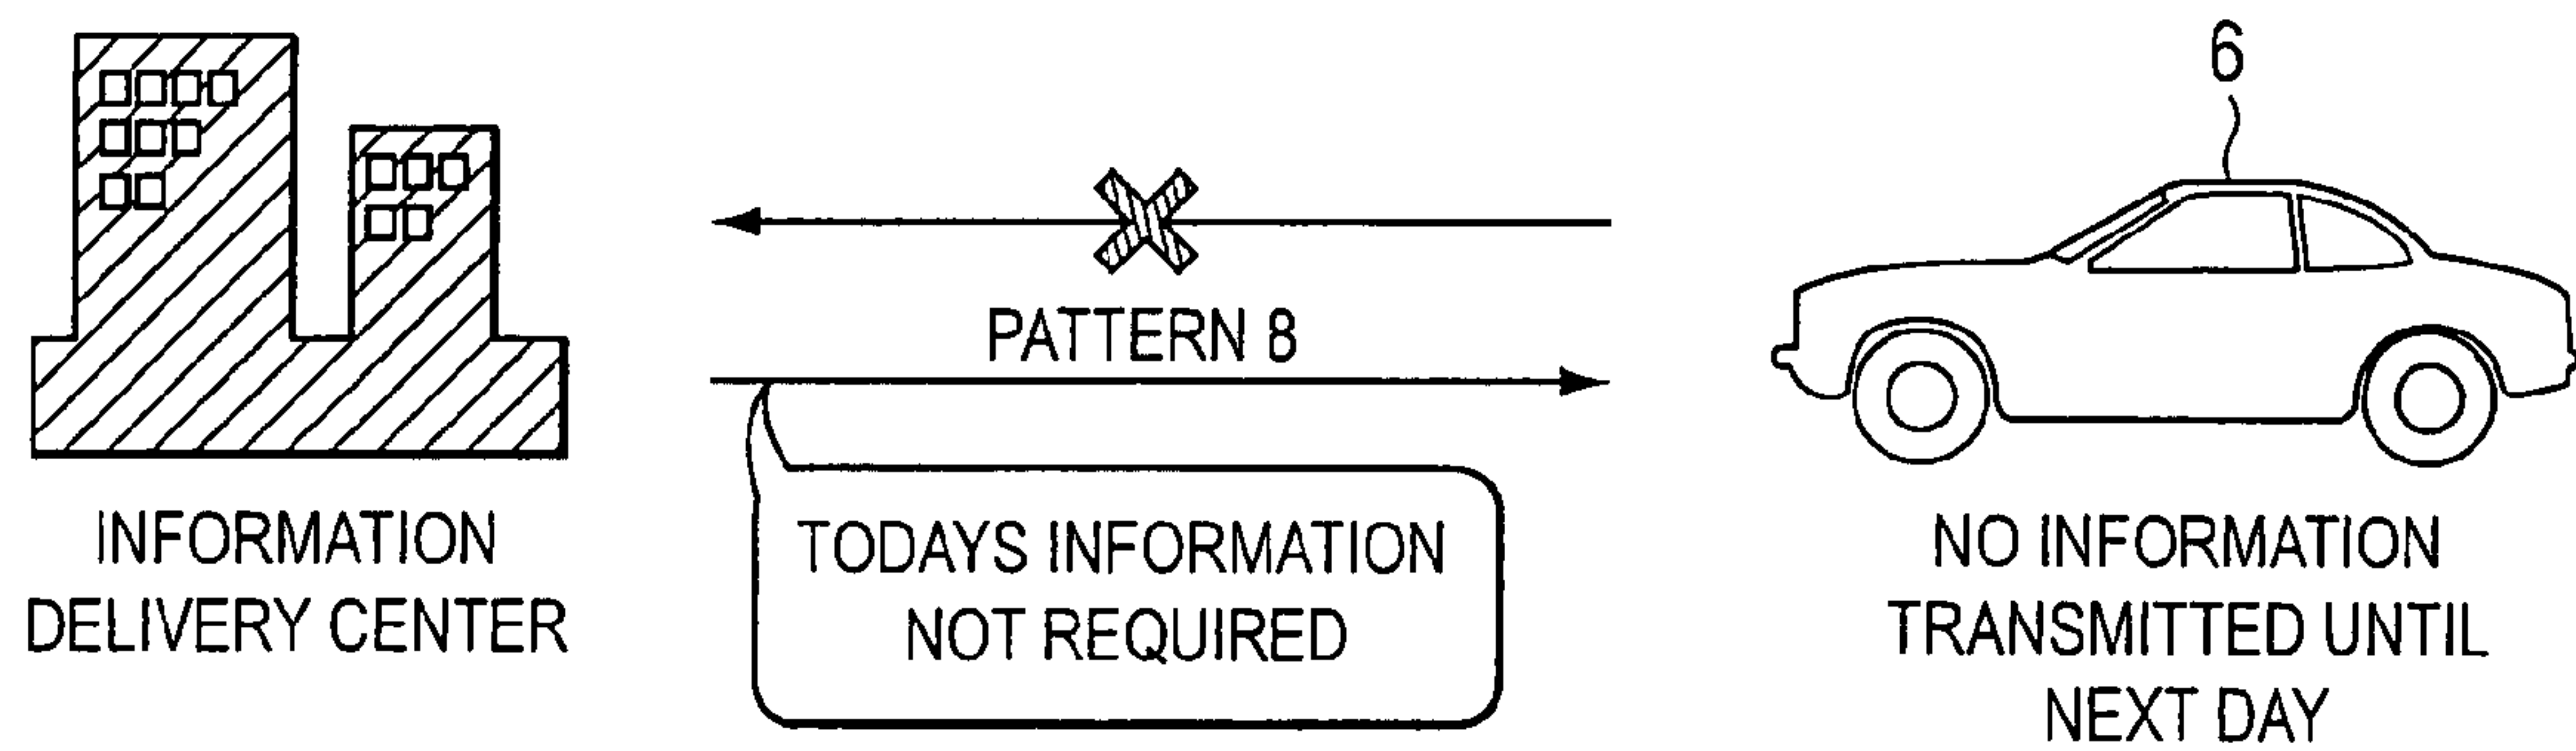 6
PATTERN 8
INFORMATION
DELIVERY CENTER
TODAYS INFORMATION
NOT REQUIRED
NO INFORMATION
TRANSMITTED UNTIL
NEXT DAY